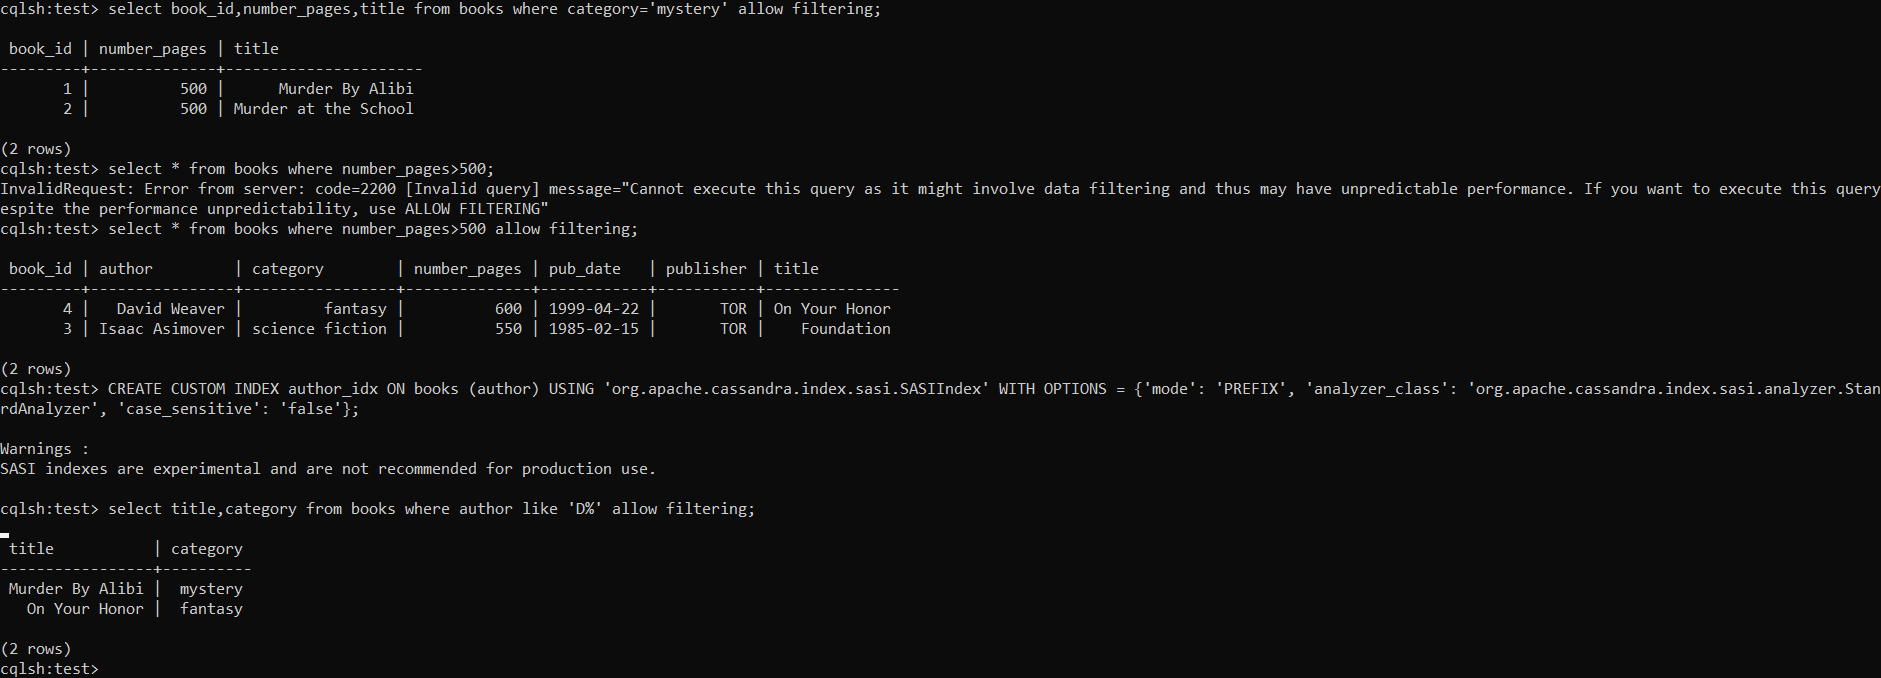 cqlsh:test> select book_id,number_pages,title from books where category='mystery' allow filtering;
book_id | number_pages | title
---------+--------------+----------------------
1 | 500 | Murder By Alibi
2 | 500 | Murder at the School
(2 rows)
cqlsh:test> select * from books where number_pages>500;
InvalidRequest: Error from server: code=2200 [Invalid query] message="Cannot execute this query as it might involve data filtering and thus may have unpredictable performance. If you want to execute this query
espite the performance unpredictability, use ALLOW FILTERING"
cqlsh:test> select * from books where number_pages>500 allow filtering;
book_id | author | category | number_pages | pub_date | publisher | title
---------+----------------+-----------------+--------------+------------+-----------+---------------
4 | David Weaver | fantasy | 600 | 1999-04-22 | TOR | On Your Honor
3 | Isaac Asimover | science fiction | 550 | 1985-02-15 | TOR | Foundation
(2 rows)
cqlsh:test> CREATE CUSTOM INDEX author_idx ON books (author) USING 'org.apache.cassandra.index.sasi.SASIIndex' WITH OPTIONS = {'mode': 'PREFIX', 'analyzer_class': 'org.apache.cassandra.index.sasi.analyzer.Stan
rdAnalyzer', 'case_sensitive': 'false'};
Warnings :
SASI indexes are experimental and are not recommended for production use.
cqlsh:test> select title,category from books where author like 'D%' allow filtering;
title | category
-----------------+----------
Murder By Alibi | mystery
On Your Honor | fantasy
(2 rows)
cqlsh:test>